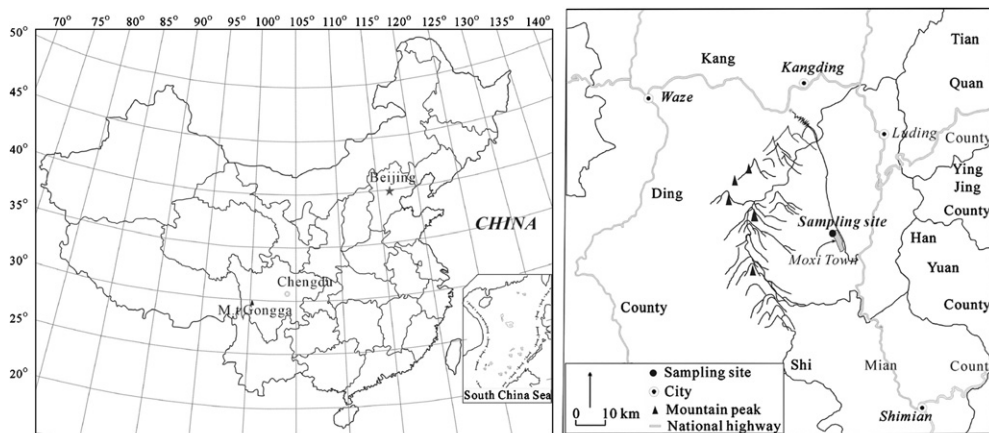 70° 75° 80° 85° 90° 95° 100° 105° 110° 115° 120° 125° 130° 135° 140°
50°
45°
40°
35°
30°
25°
20°
Beijing
CHINA
Chengdu
M.t Gongga
South China Sea
Tian
Kang
Kangding
Quan
Waze
Luding
County
Ying
Jing
Ding
County
Sampling site
Han
Moxi Town
Yuan
County
County
Shi
Mian
Count
Shimian
Sampling site
City
Mountain peak
National highway
0 10 km